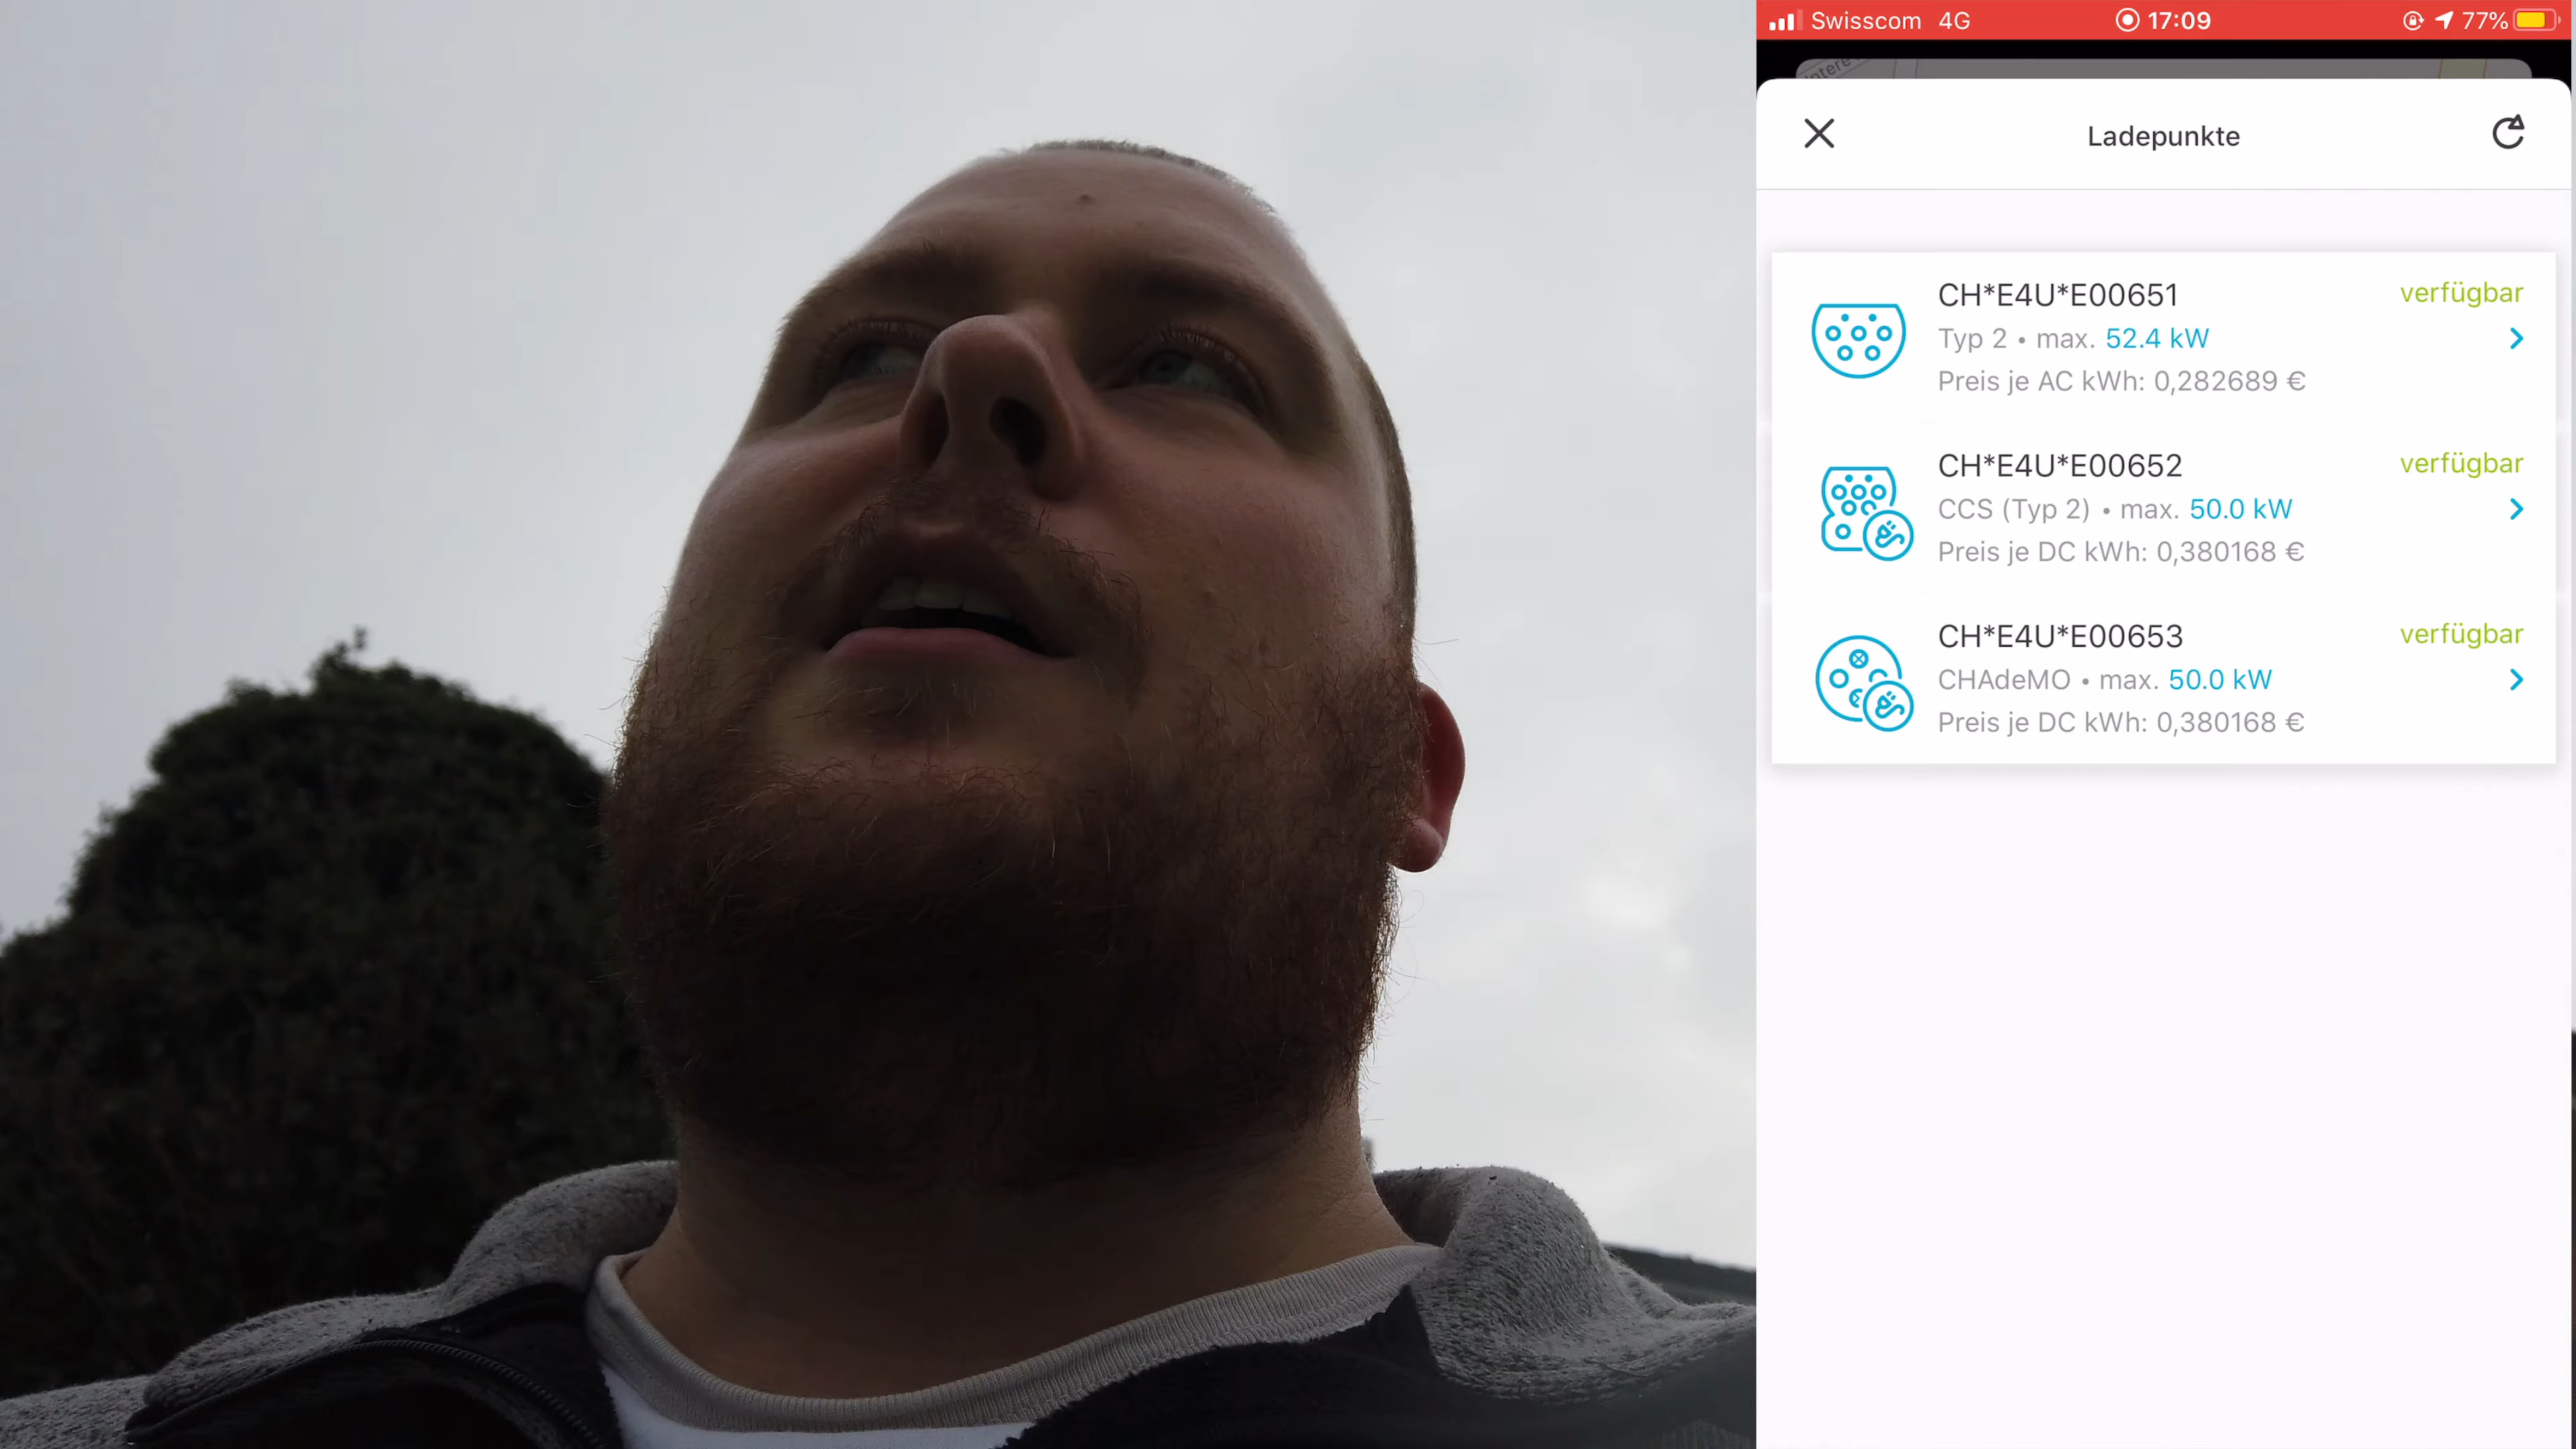 Swisscom 4G 17:09 77%
ntere
Ladepunkte
CH*E4U*E00651 verfügbar
Typ 2 • max. 52.4 kW
Preis je AC kWh: 0,282689 €
CH*E4U*E00652 verfügbar
CCS (Typ 2) • max. 50.0 kW
Preis je DC kWh: 0,380168 €
CH*E4U*E00653 verfügbar
CHAdeMO • max. 50.0 kW
Preis je DC kWh: 0,380168 €